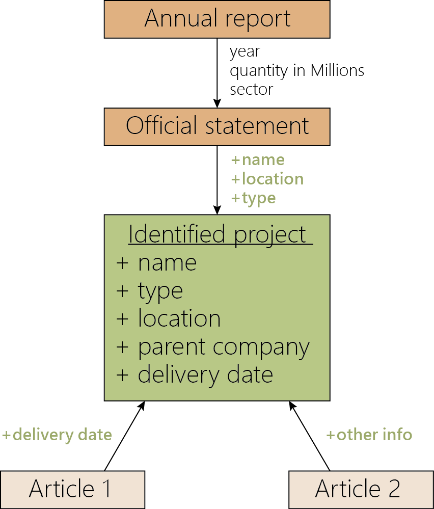 Annual report
year
quantity in Millions
sector
Official statement
+name
+location
+type
Identified project
+ name
+ type
+ location
+ parent company
+ delivery date
+delivery date
+other info
Article 1
Article 2